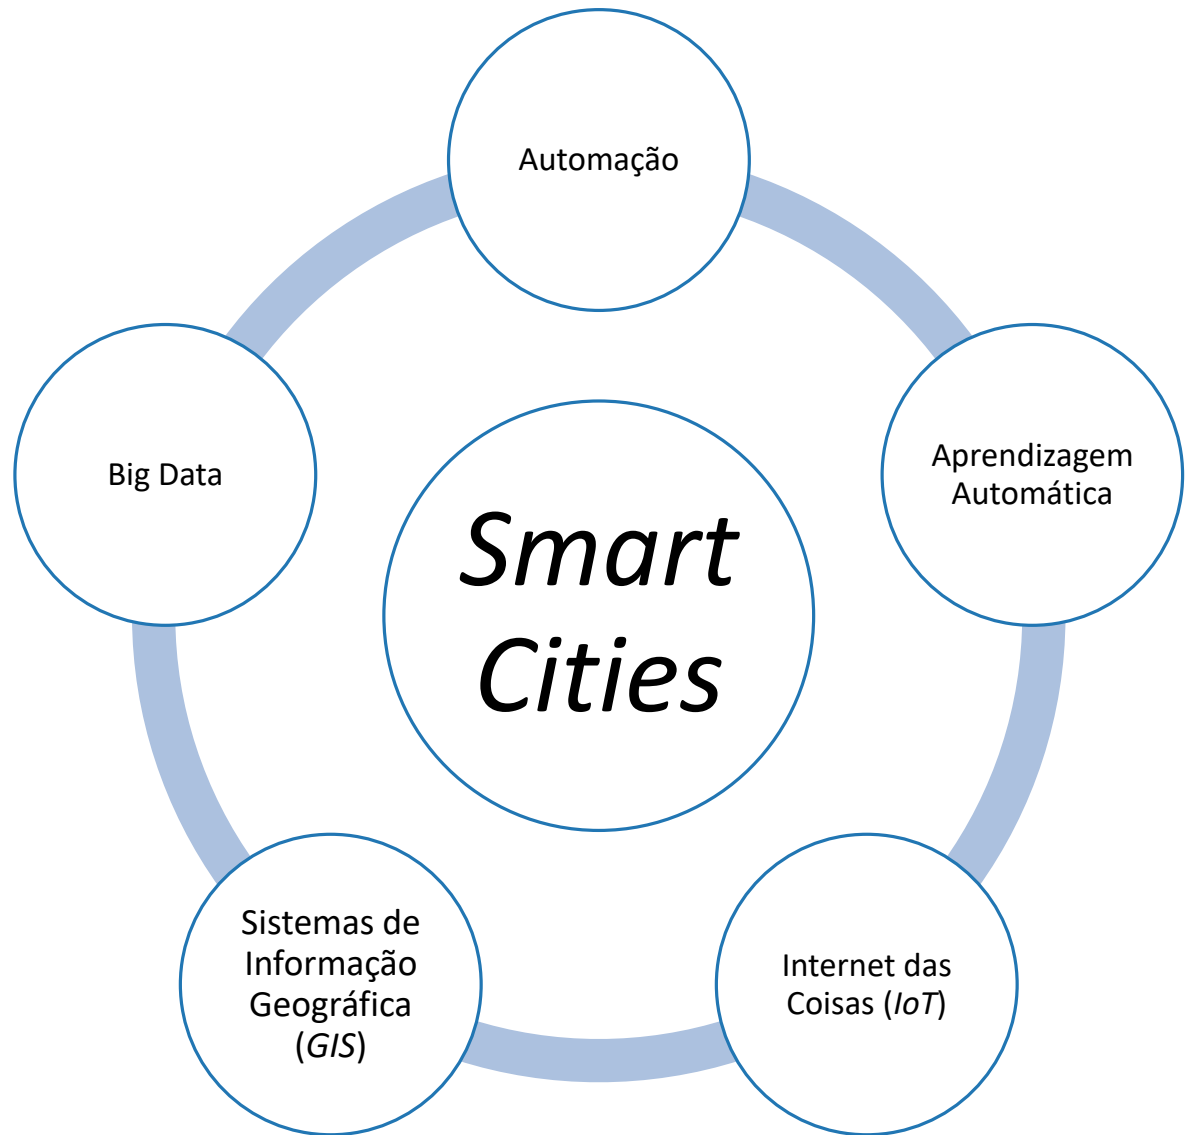 Automação
Aprendizagem
Automática
Big Data
Smart
Cities
Sistemas de
Informação
Geográfica
(GIS)
Internet das
Coisas (IoT)